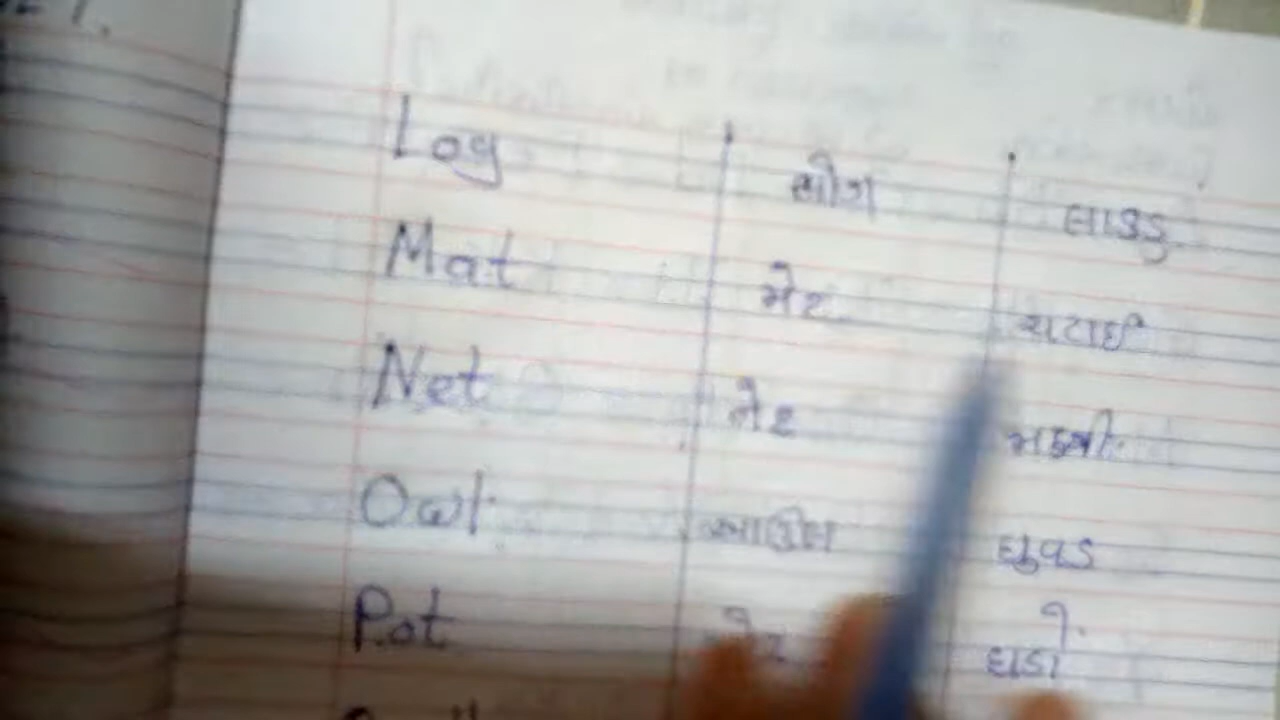 Log લોગ લાકડુ
Mat મેટ ચટાઈ
Net નેટ
Owl આઉલ ઘુવડ
Pot ઘડો